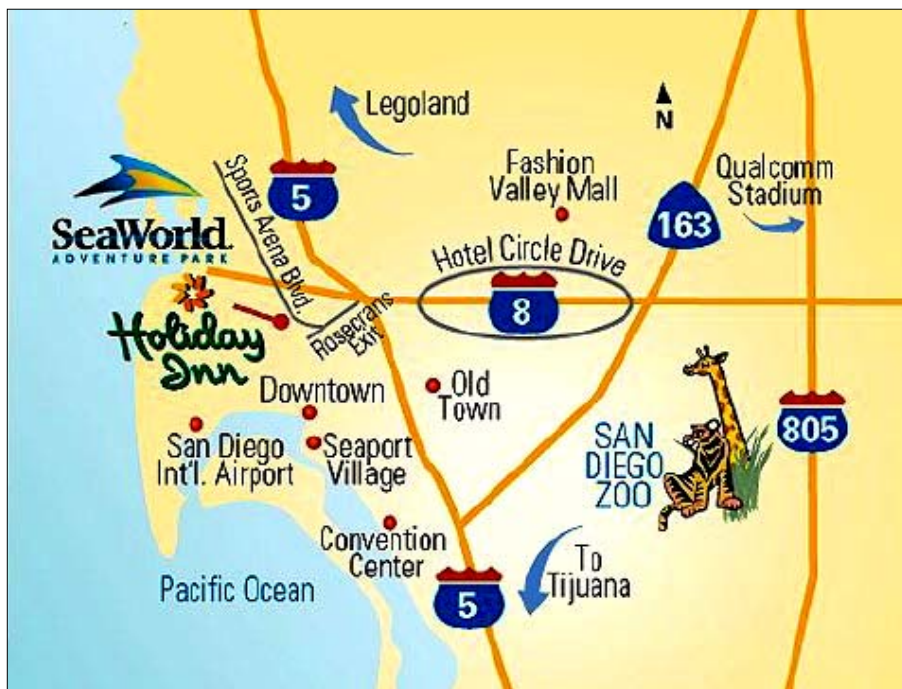 Legoland
N
Fashion
Valley Mall
Qualcomm
Stadium
5
Sports Arena Blvd.
163
SeaWorld.
ADVENTURE PARK
Hotel Circle Drive
8
Holiday
Inn
Rosecrans
Exit
Downtown
Old
Town
805
San Diego
Int'l. Airport
Seaport
Village
SAN
DIEGO
ZOO
Convention
Center
To
Tijuana
Pacific Ocean
5